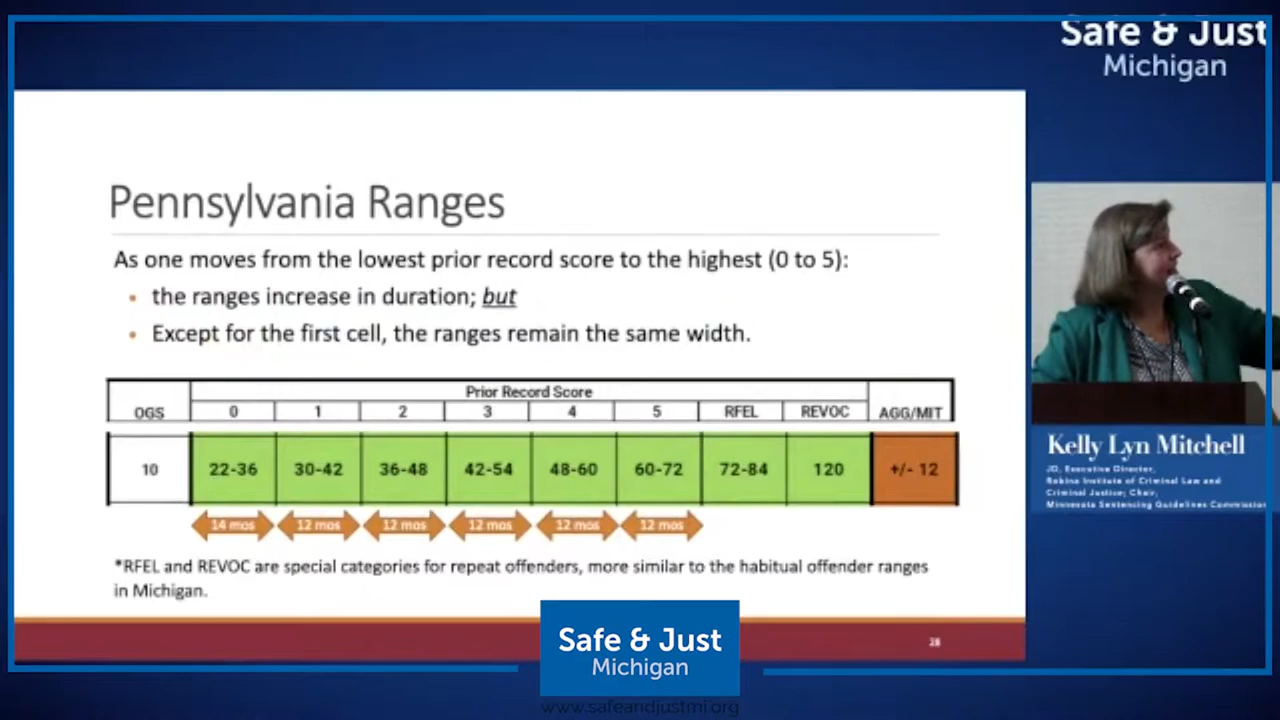 Safe & Just
Michigan
Pennsylvania Ranges
As one moves from the lowest prior record score to the highest (0 to 5):
• the ranges increase in duration; but
• Except for the first cell, the ranges remain the same width.
Prior Record Score
OGS 0 1 2 3 4 5 RFEL REVOC AGG/MIT
10 22-36 30-42 36-48 42-54 48-60 60-72 72-84 120 +/- 12
14 mos 12 mos 12 mos 12 mos 12 mos 12 mos
*RFEL and REVOC are special categories for repeat offenders, more similar to the habitual offender ranges
in Michigan.
28
Kelly Lyn Mitchell
JD, Executive Director,
Robina Institute of Criminal Law and
Criminal Justice; Chair,
Minnesota Sentencing Guidelines Commission
Safe & Just
Michigan
www.safeandjustmi.org